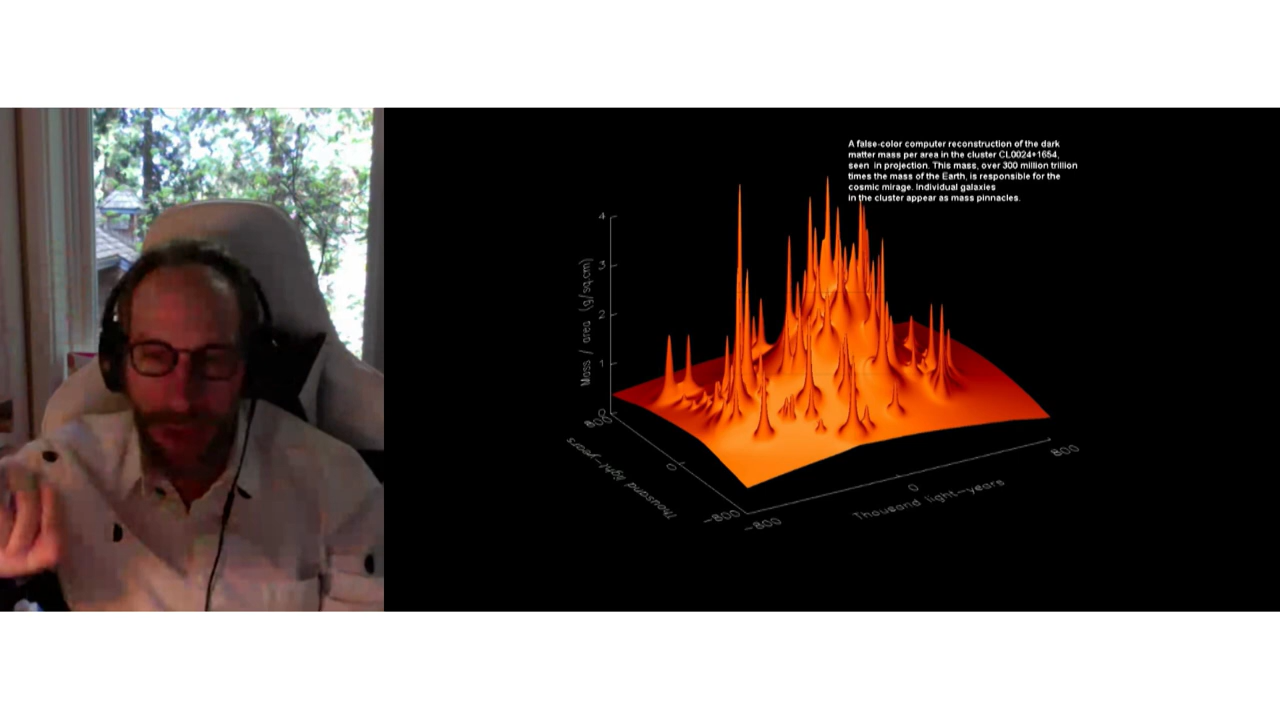 A false-color computer reconstruction of the dark
matter mass per area in the cluster CL0024+1654,
seen in projection. This mass, over 300 million trillion
times the mass of the Earth, is responsible for the
cosmic mirage. Individual galaxies
in the cluster appear as mass pinnacles.
4
3
2
1
0
Mass / area (g/sq.cm)
800
0
-800
Thousand light-years
-800
0
800
Thousand light-years